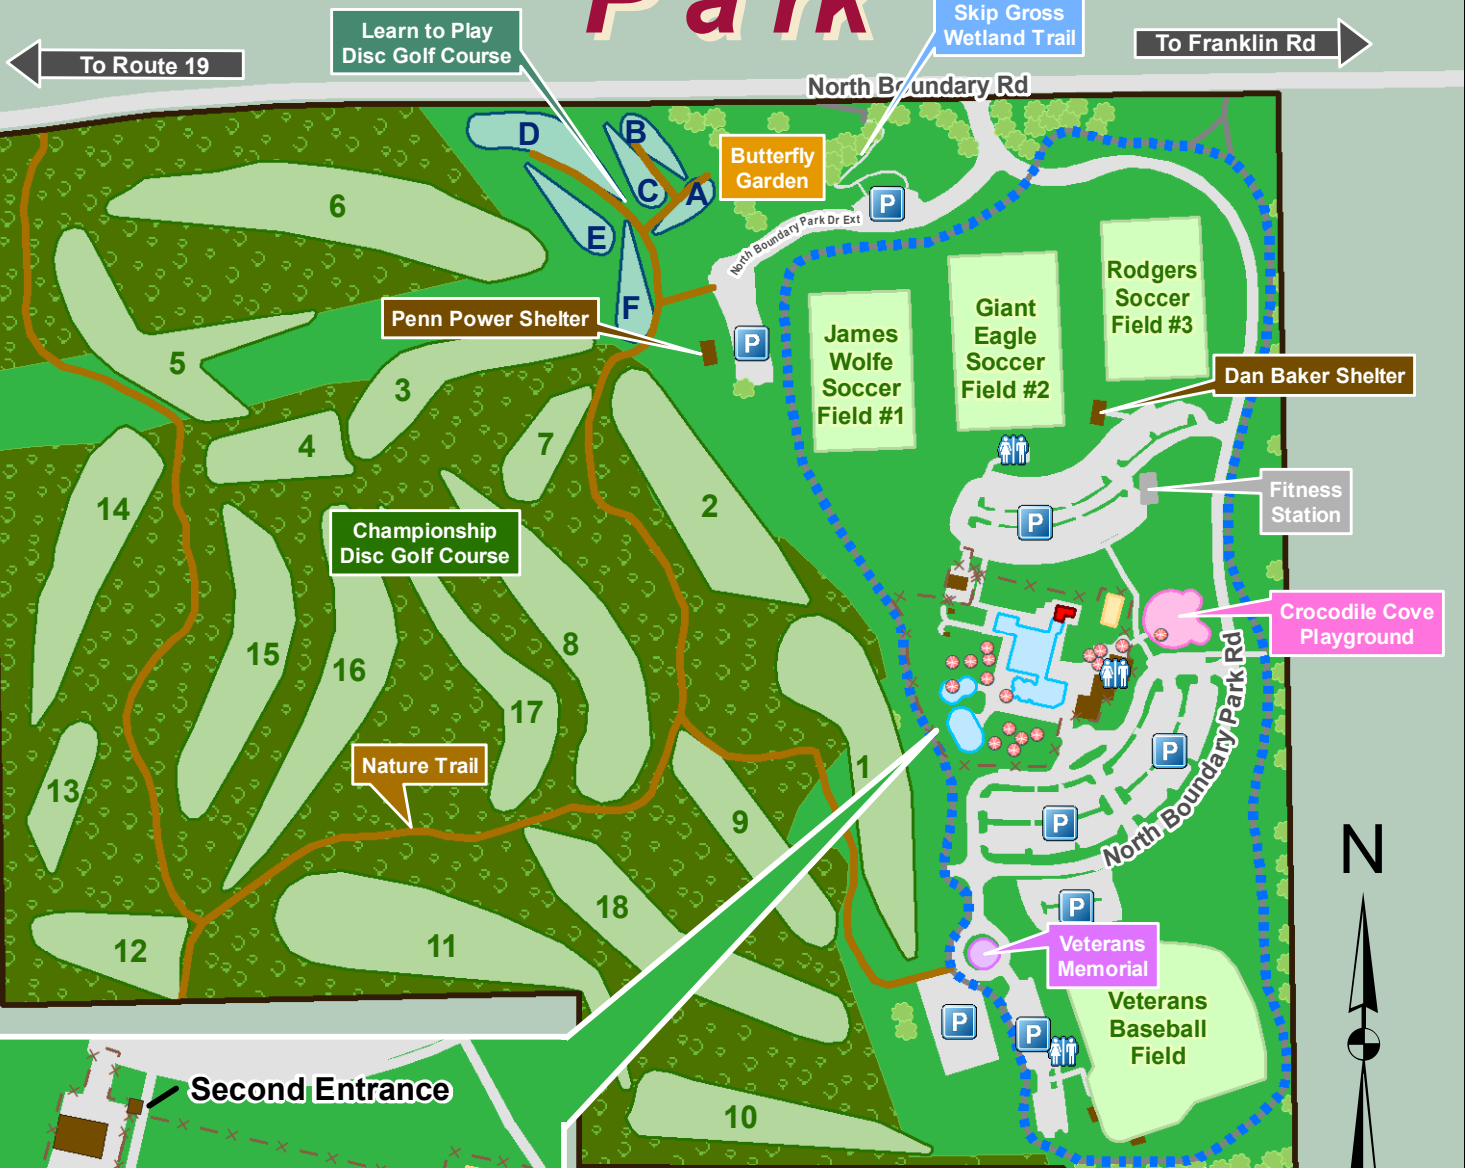 Park
To Route 19
Learn to Play
Disc Golf Course
Skip Gross
Wetland Trail
To Franklin Rd
North Boundary Rd
D
B
C
A
E
F
Butterfly
Garden
P
North Boundary Park Dr Ext
6
5
Penn Power Shelter
P
James
Wolfe
Soccer
Field #1
Giant
Eagle
Soccer
Field #2
Rodgers
Soccer
Field #3
Dan Baker Shelter
3
4
7
2
14
Championship
Disc Golf Course
P
Fitness
Station
Crocodile Cove
Playground
15
16
8
17
Nature Trail
13
1
9
P
P
North Boundary Park Rd
N
P
18
12
11
Veterans
Memorial
Veterans
Baseball
Field
P
P
Second Entrance
10